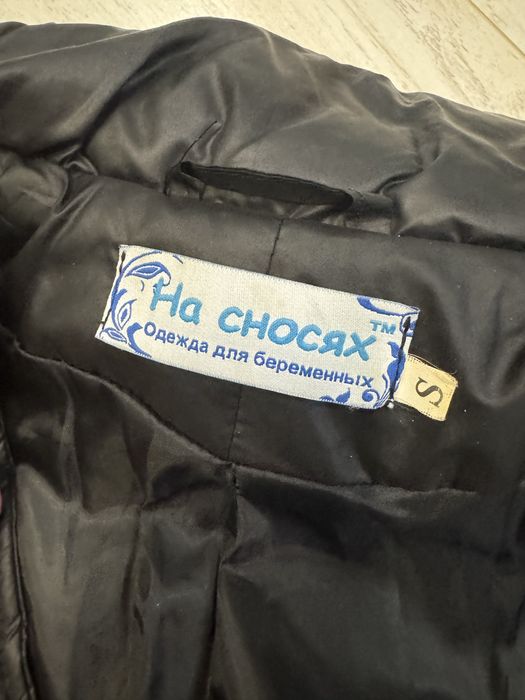 На сносях™
Одежда для беременных
S